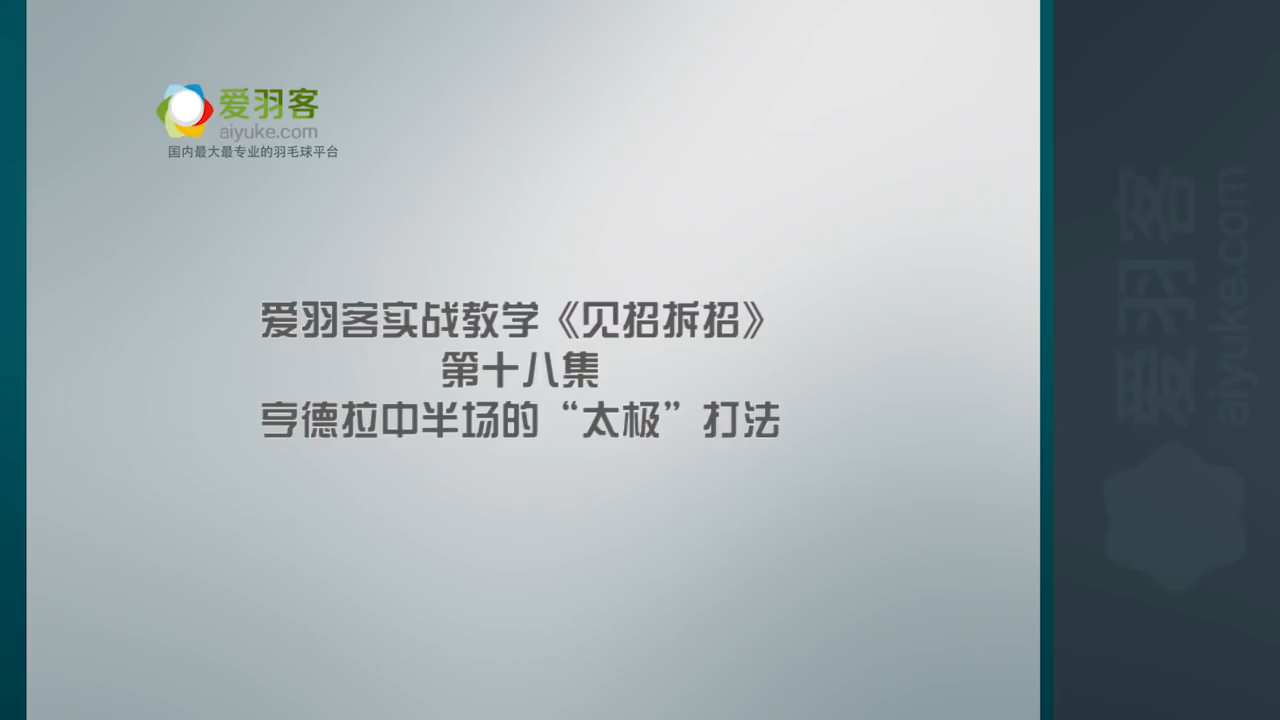 爱羽客
aiyuke.com
国内最大最专业的羽毛球平台
爱羽客实战教学《见招拆招》
第十八集
亨德拉中半场的“太极”打法
爱羽客
aiyuke.com